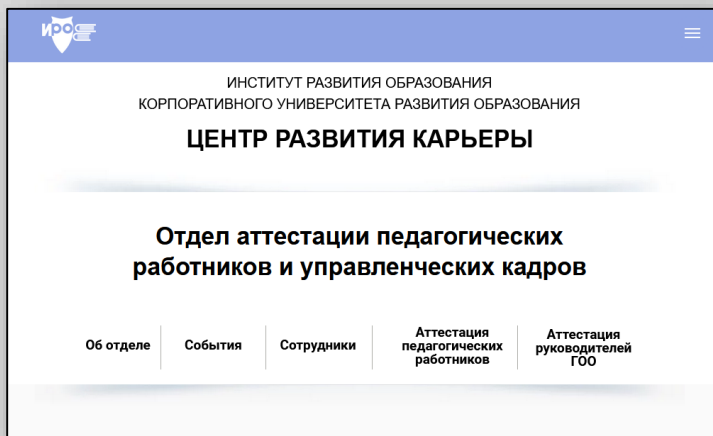 ИРО
ИНСТИТУТ РАЗВИТИЯ ОБРАЗОВАНИЯ
КОРПОРАТИВНОГО УНИВЕРСИТЕТА РАЗВИТИЯ ОБРАЗОВАНИЯ
ЦЕНТР РАЗВИТИЯ КАРЬЕРЫ
Отдел аттестации педагогических
работников и управленческих кадров
Об отделе
События
Сотрудники
Аттестация
педагогических
работников
Аттестация
руководителей
ГОО